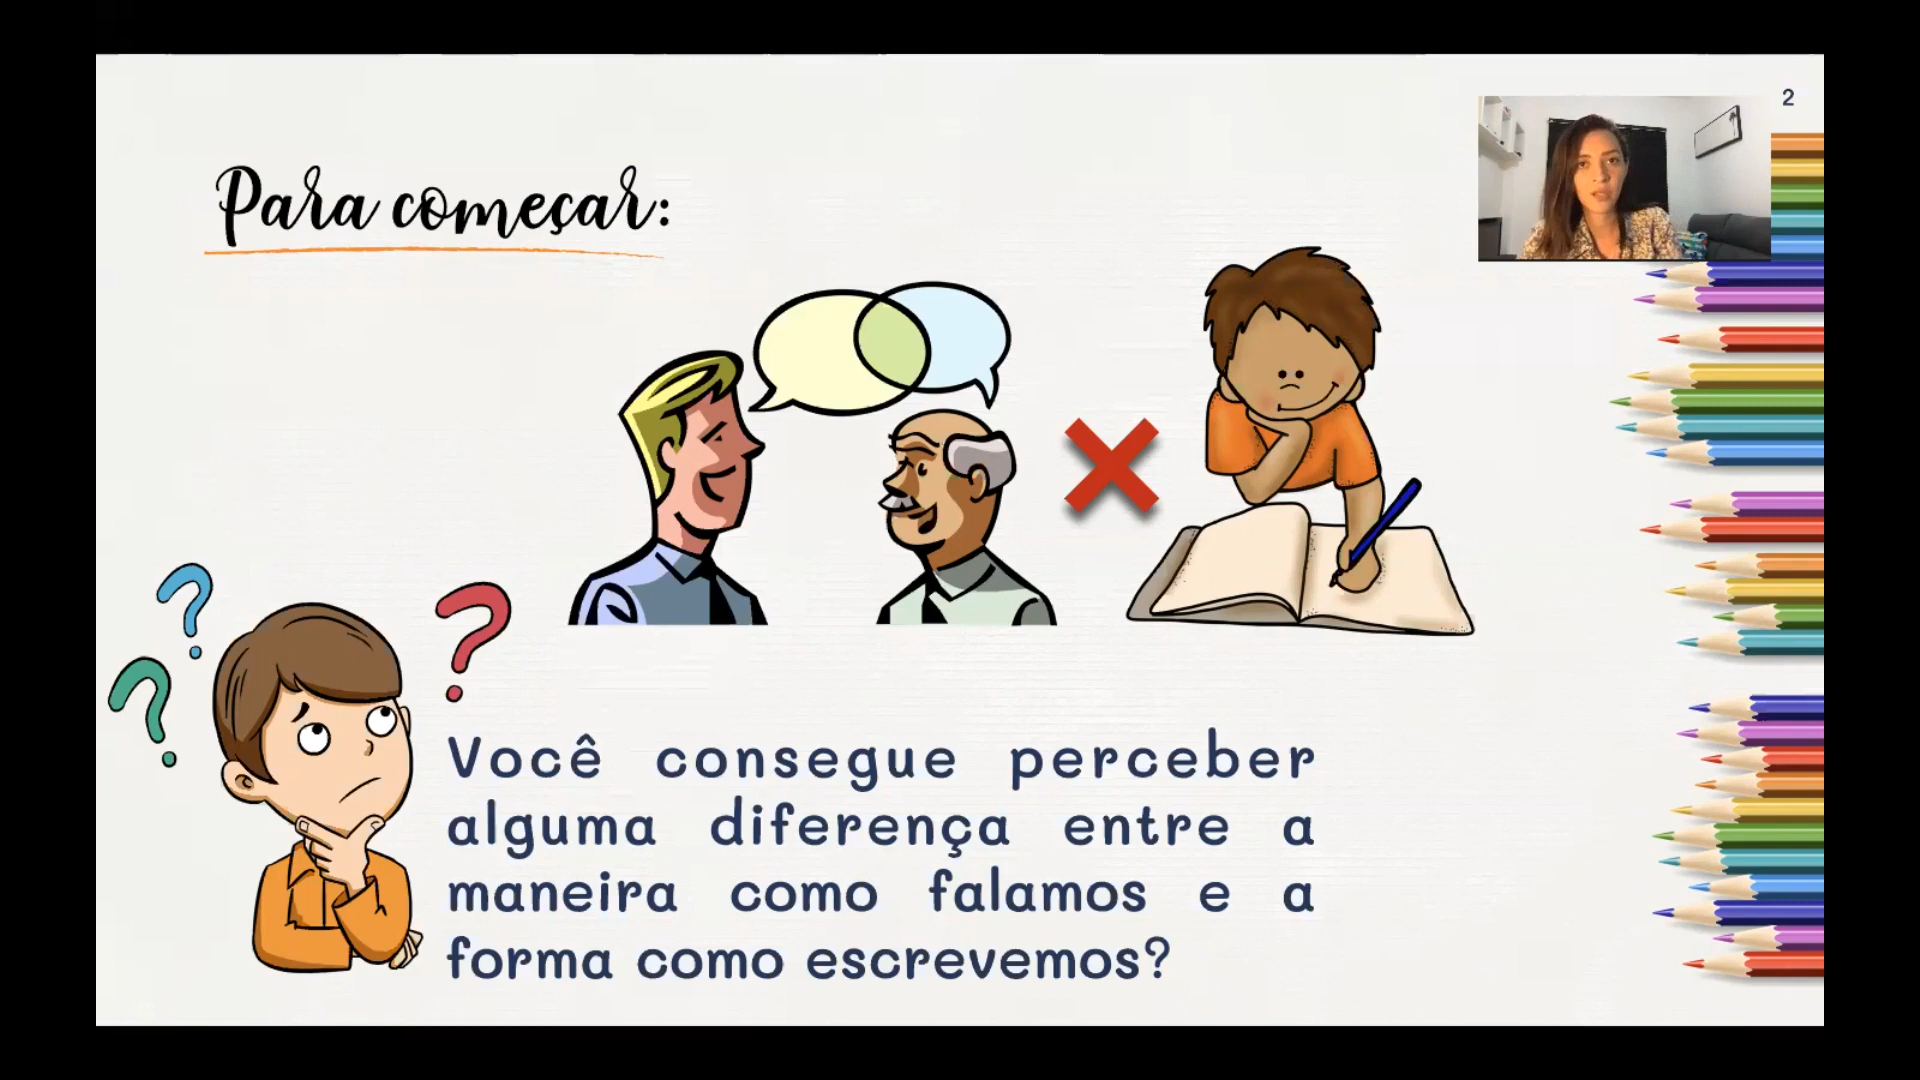 2
Para começar:
Você consegue perceber
alguma diferença entre a
maneira como falamos e a
forma como escrevemos?